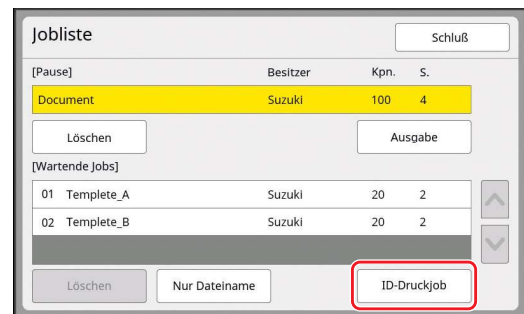 Jobliste Schluß
[Pause] Besitzer Kpn. S.
Document Suzuki 100 4
Löschen Ausgabe
[Wartende Jobs]
01 Templete_A Suzuki 20 2
02 Templete_B Suzuki 20 2
Löschen Nur Dateiname ID-Druckjob